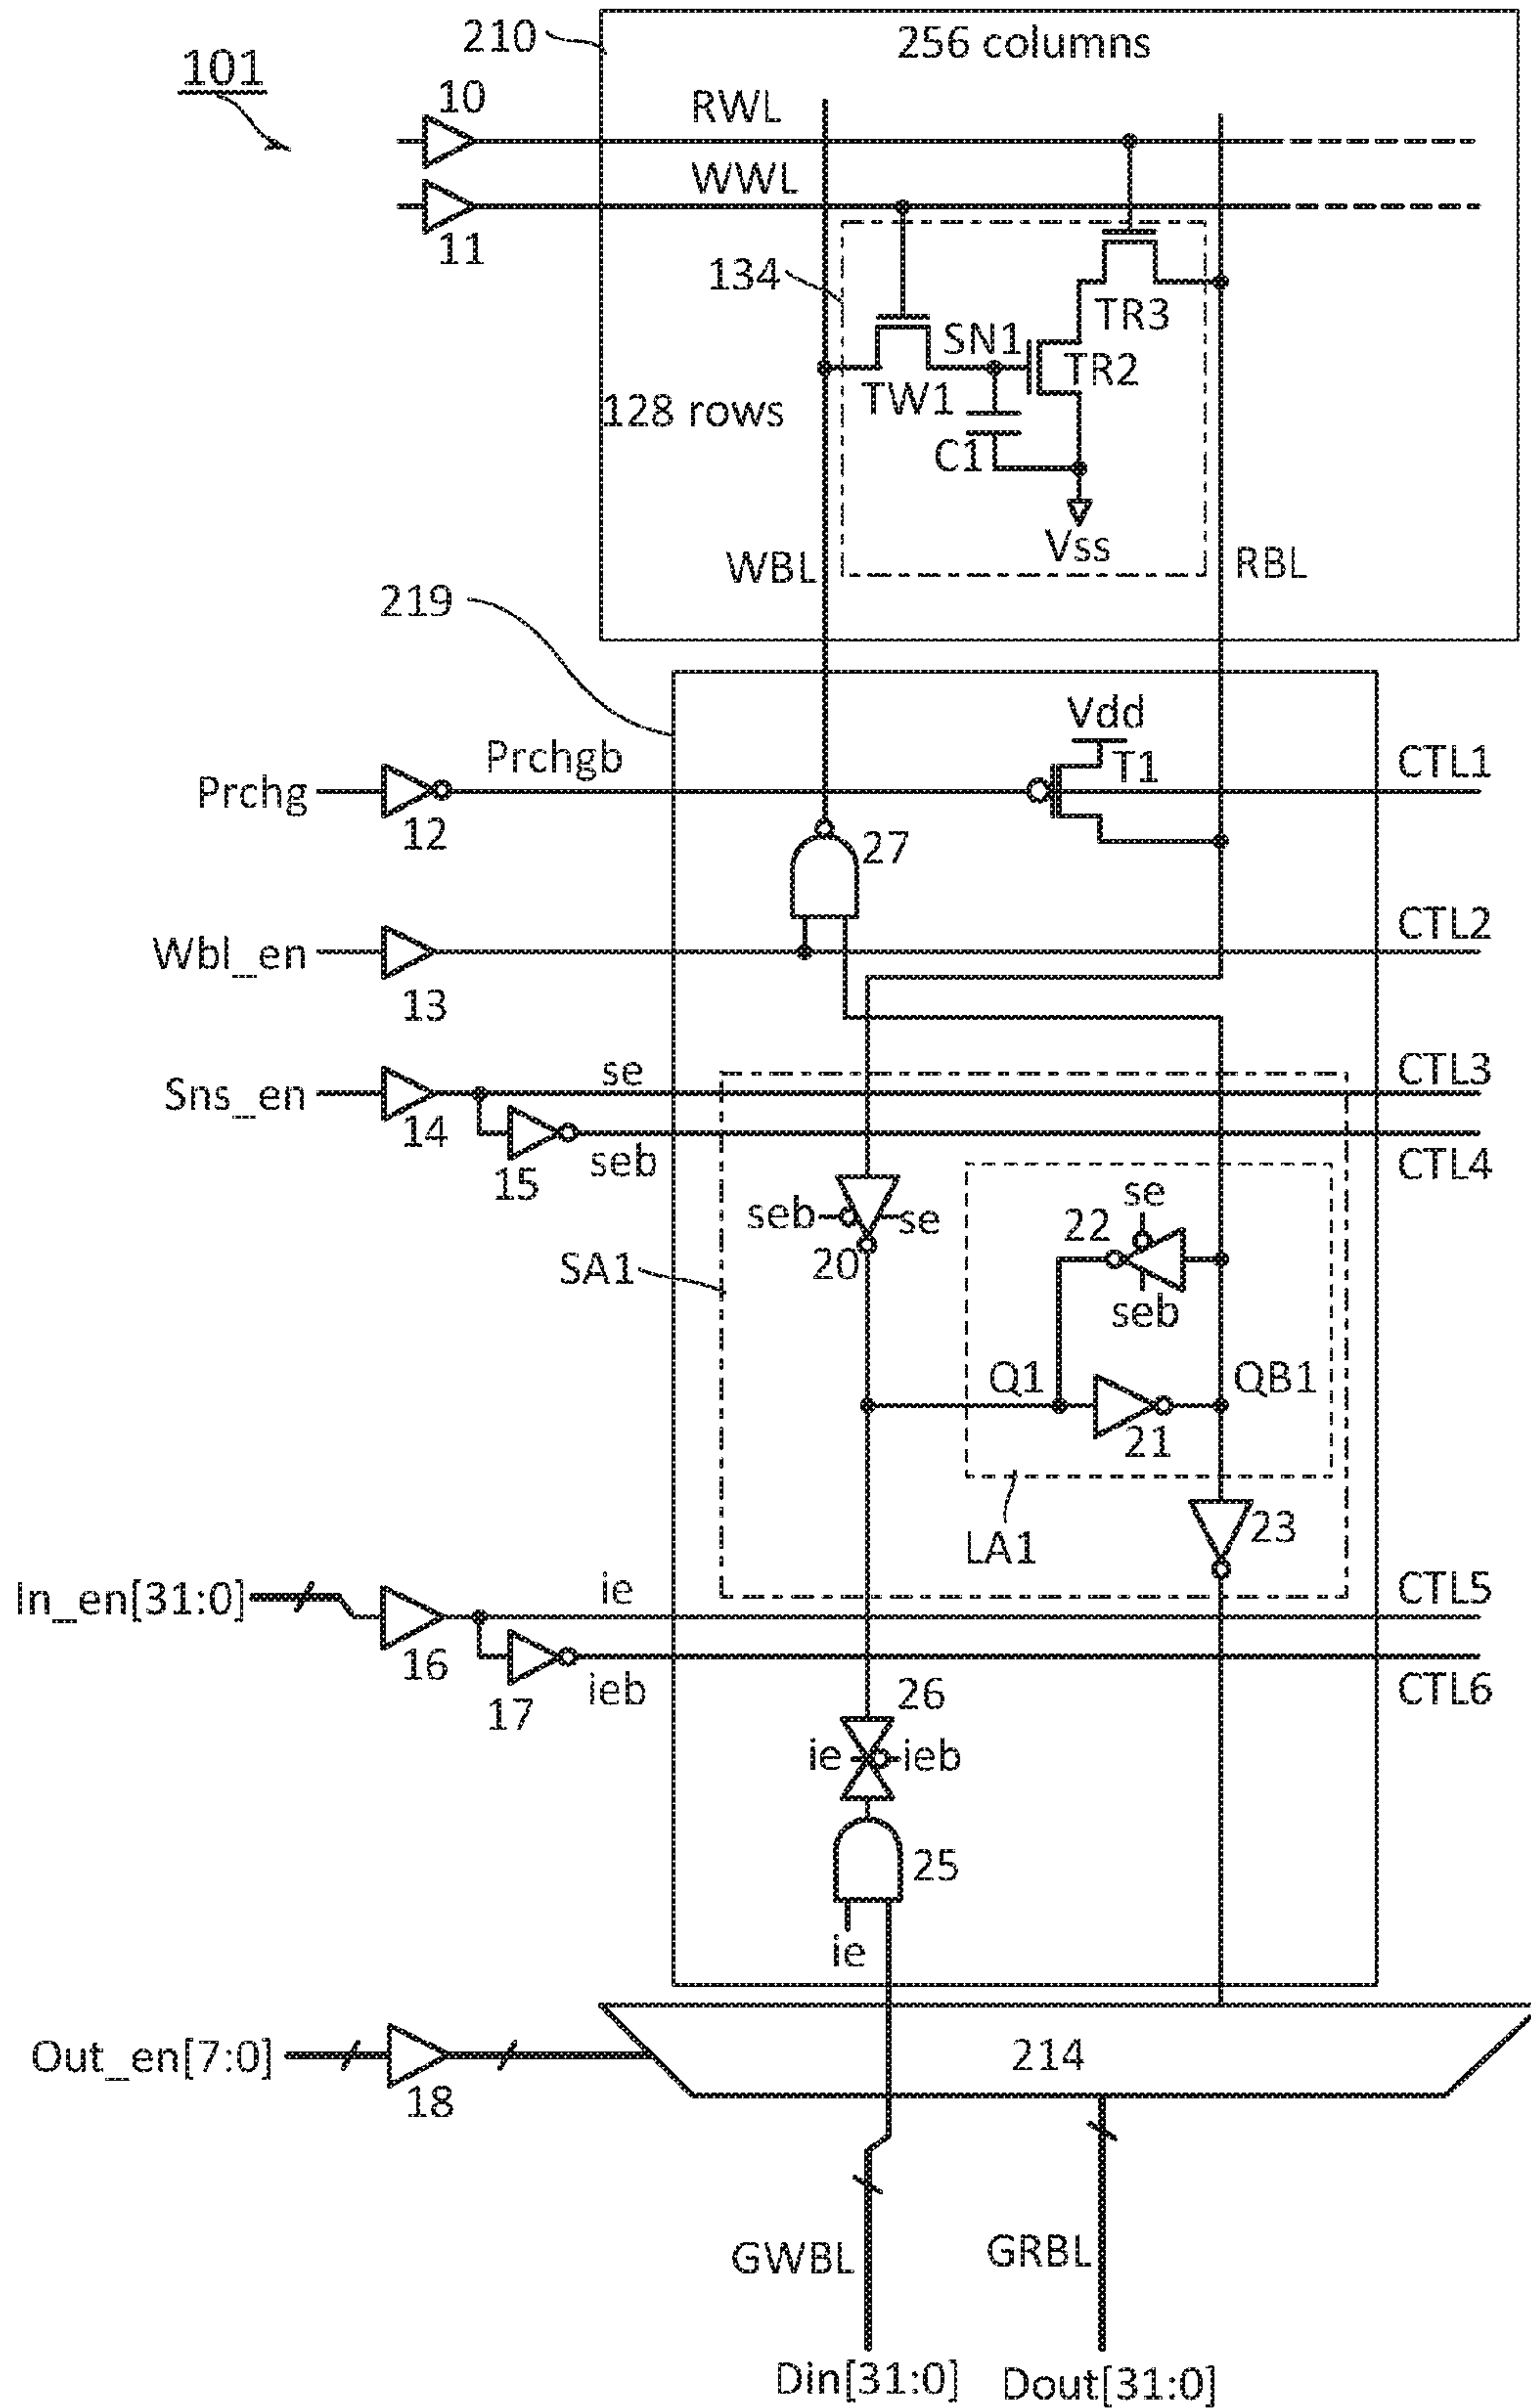 210
256 columns
101
10
RWL
WWL
11
134
SN1
TR3
TR2
TW1
128 rows
C1
Vss
WBL
RBL
219
Vdd
Prchgb
T1
CTL1
Prchg
12
27
CTL2
Wbl_en
13
se
CTL3
Sns_en
14
15
seb
CTL4
se
22
seb
se
20
SA1
seb
Q1
QB1
21
23
LA1
In_en[31:0]
ie
CTL5
16
17
ieb
CTL6
26
ie
ieb
25
ie
Out_en[7:0]
18
214
GWBL
GRBL
Din[31:0]
Dout[31:0]